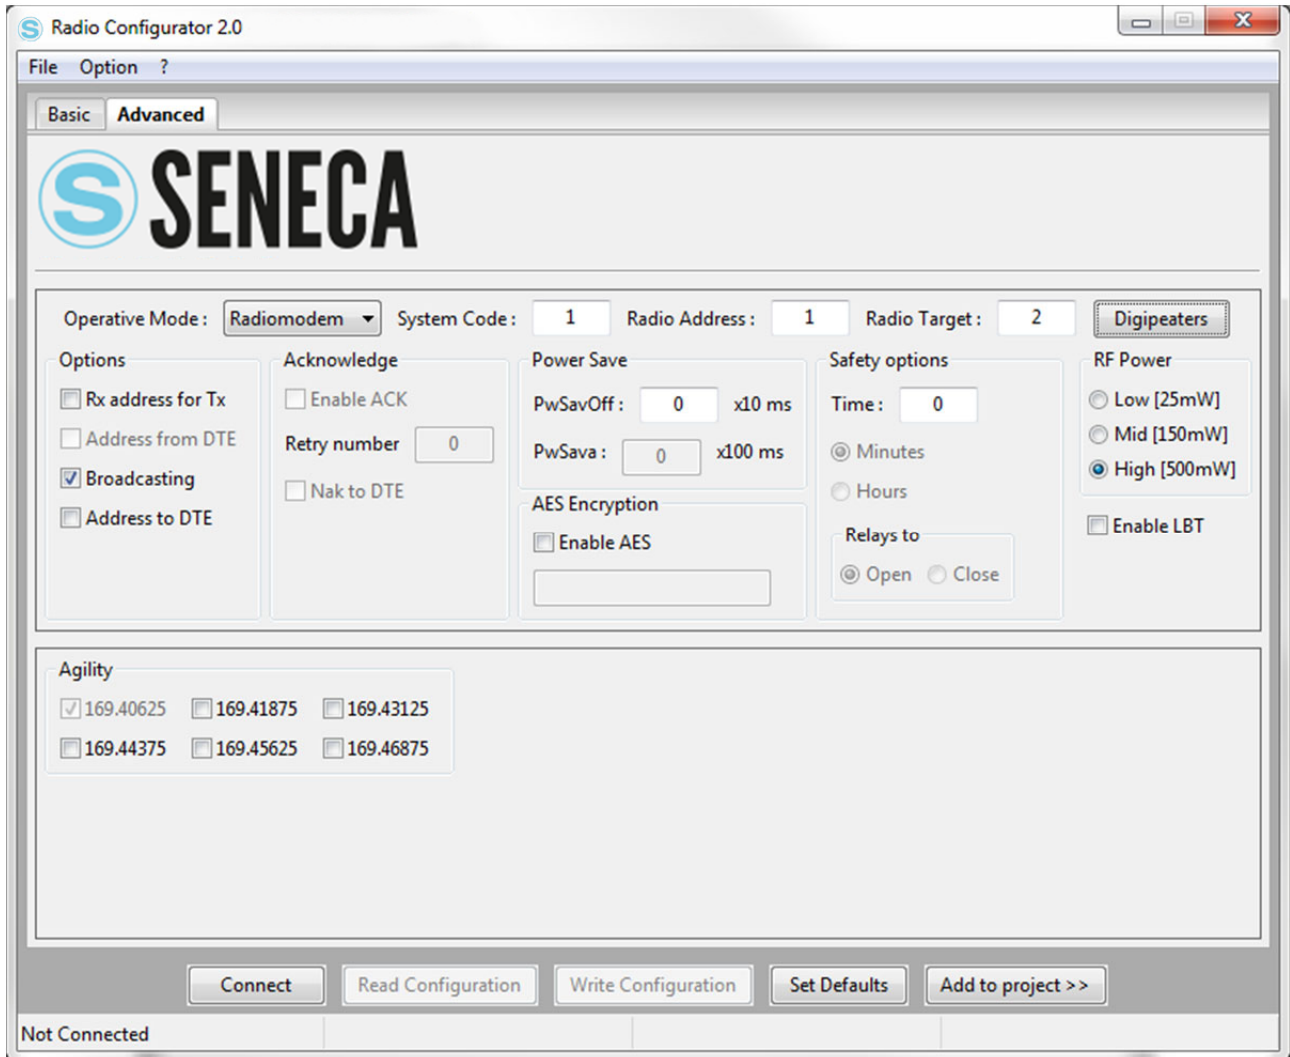 S Radio Configurator 2.0
File Option ?
Basic Advanced
S SENECA
Operative Mode : Radiomodem System Code : 1 Radio Address : 1 Radio Target : 2 Digipeaters
Options Acknowledge Power Save Safety options RF Power
Rx address for Tx Enable ACK PwSavOff : 0 x10 ms Time : 0 Low [25mW]
Address from DTE Retry number 0 PwSava : 0 x100 ms Minutes Mid [150mW]
Broadcasting Nak to DTE AES Encryption Hours High [500mW]
Address to DTE Enable AES Relays to Enable LBT
Open Close
Agility
169.40625 169.41875 169.43125
169.44375 169.45625 169.46875
Connect Read Configuration Write Configuration Set Defaults Add to project >>
Not Connected